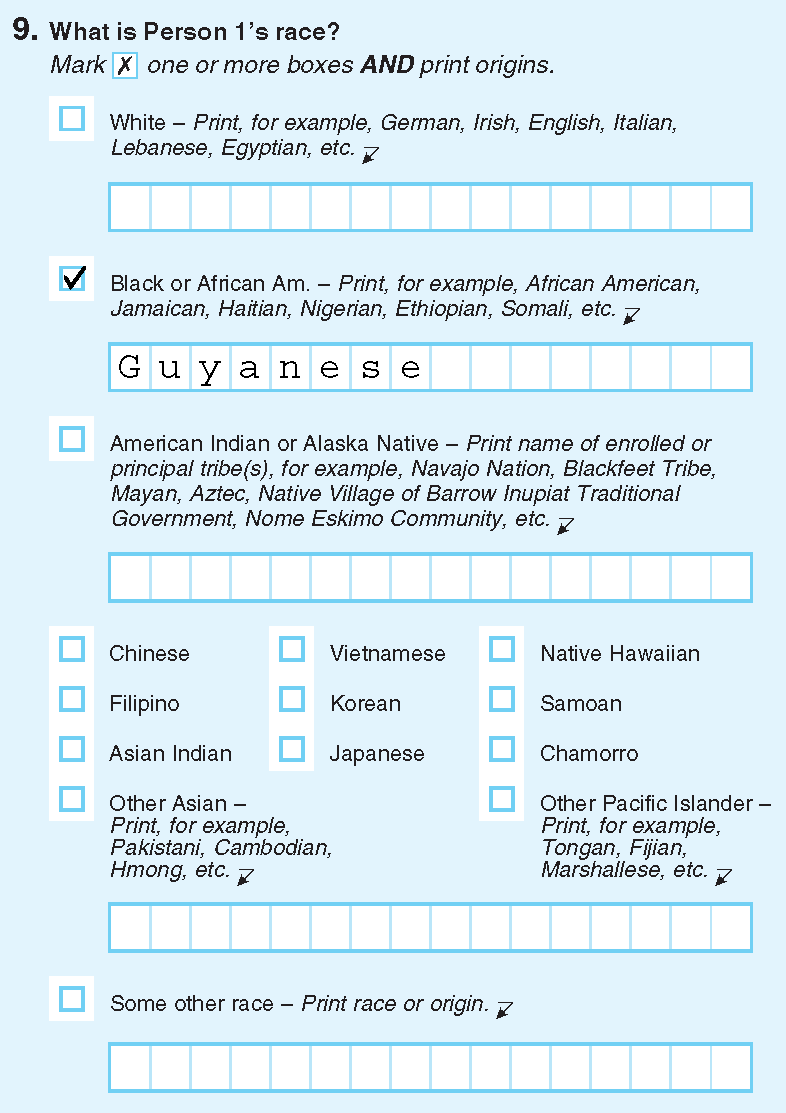 9. What is Person 1's race?
Mark ✗ one or more boxes AND print origins.
White – Print, for example, German, Irish, English, Italian,
Lebanese, Egyptian, etc.
Black or African Am. – Print, for example, African American,
Jamaican, Haitian, Nigerian, Ethiopian, Somali, etc.
Guyanese
American Indian or Alaska Native – Print name of enrolled or
principal tribe(s), for example, Navajo Nation, Blackfeet Tribe,
Mayan, Aztec, Native Village of Barrow Inupiat Traditional
Government, Nome Eskimo Community, etc.
Chinese
Vietnamese
Native Hawaiian
Filipino
Korean
Samoan
Asian Indian
Japanese
Chamorro
Other Asian –
Print, for example,
Pakistani, Cambodian,
Hmong, etc.
Other Pacific Islander –
Print, for example,
Tongan, Fijian,
Marshallese, etc.
Some other race – Print race or origin.